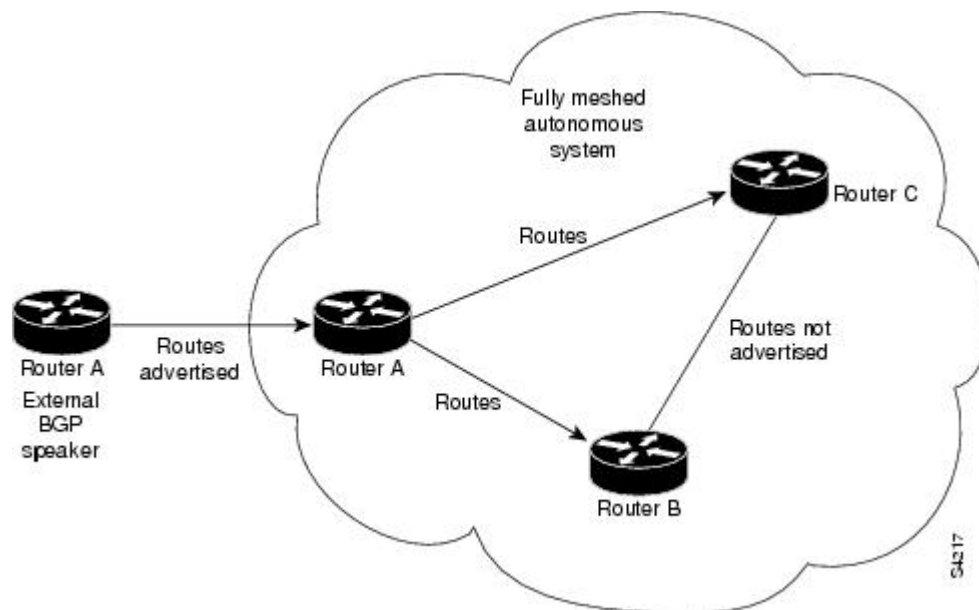 Fully meshed
autonomous
system
Router C
Routes
Routes not
advertised
Router A
External
BGP
speaker
Routes
advertised
Router A
Routes
Router B
S4217